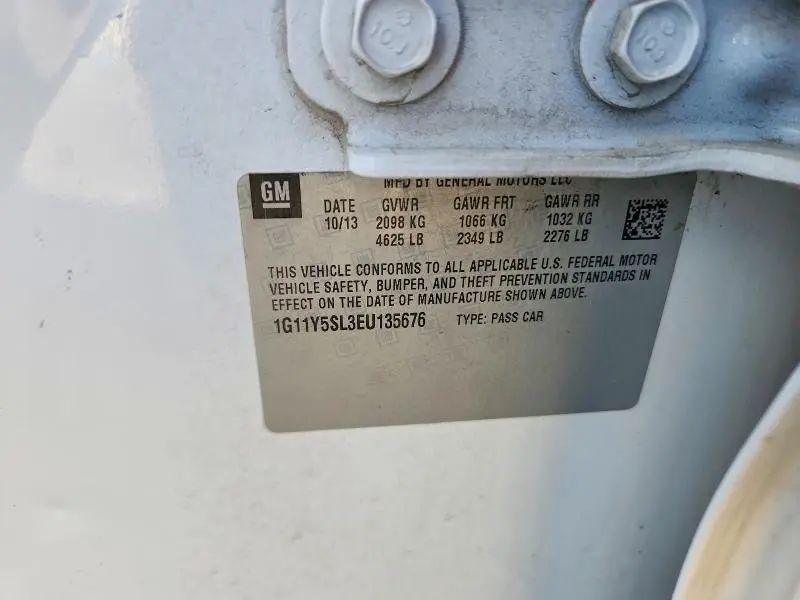 GM
MFD BY GENERAL MOTORS LLC
DATE GVWR GAWR FRT GAWR RR
10/13 2098 KG 1066 KG 1032 KG
4625 LB 2349 LB 2276 LB
THIS VEHICLE CONFORMS TO ALL APPLICABLE U.S. FEDERAL MOTOR
VEHICLE SAFETY, BUMPER, AND THEFT PREVENTION STANDARDS IN
EFFECT ON THE DATE OF MANUFACTURE SHOWN ABOVE.
1G11Y5SL3EU135676 TYPE: PASS CAR